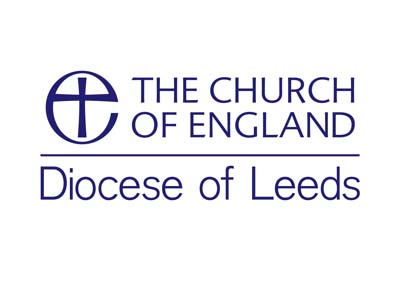 THE CHURCH
OF ENGLAND
Diocese of Leeds